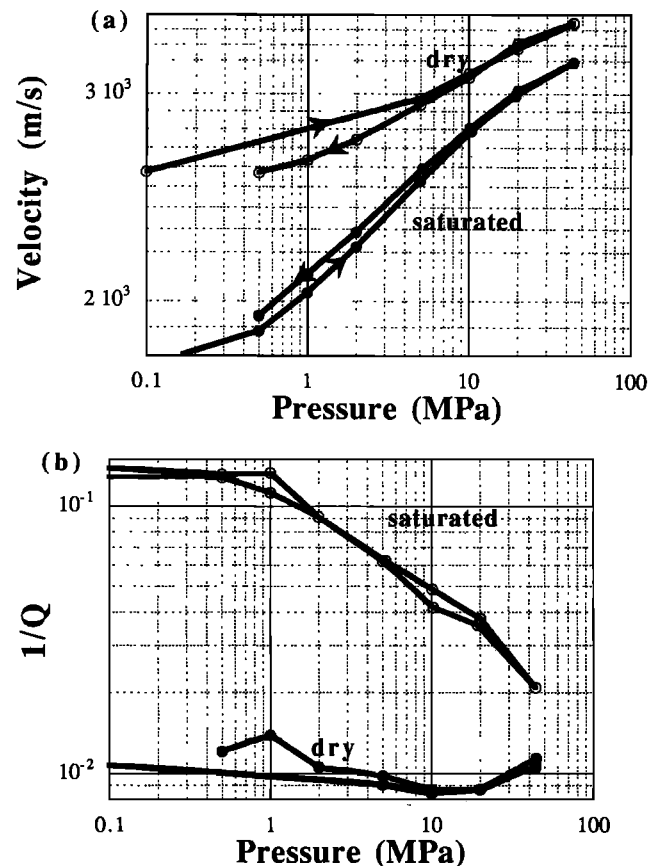 (a)
Velocity (m/s)
3 10³
2 10³
dry
saturated
0.1 1 10 100
Pressure (MPa)
(b)
1/Q
10⁻¹
10⁻²
saturated
dry
0.1 1 10 100
Pressure (MPa)